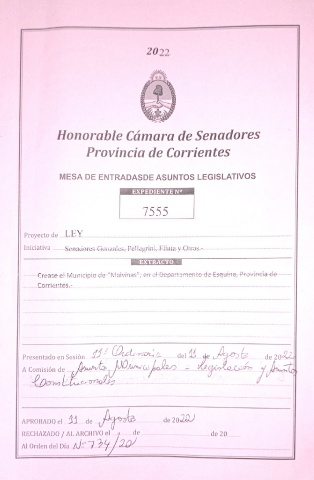 2022
Honorable Cámara de Senadores
Provincia de Corrientes
MESA DE ENTRADASDE ASUNTOS LEGISLATIVOS
EXPEDIENTE Nº
7555
Proyecto de LEY
Iniciativa Senadores González, Pellegrini, Filuta y Otros.-
EXTRACTO
Crease el Municipio de "Malvinas", en el Departamento de Esquina, Provincia de
Corrientes.-
Presentado en Sesión 11º Ordinaria del 11 de Agosto de 2022
A Comisión de Asuntos Municipales - Legislación y Asuntos
Constitucionales
APROBADO el 11 de Agosto de 2022
RECHAZADO / AL ARCHIVO el de de 20
Al Orden del Día Nº 734/22